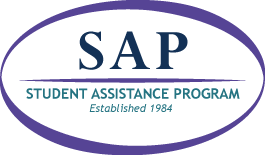 SAP
STUDENT ASSISTANCE PROGRAM
Established 1984